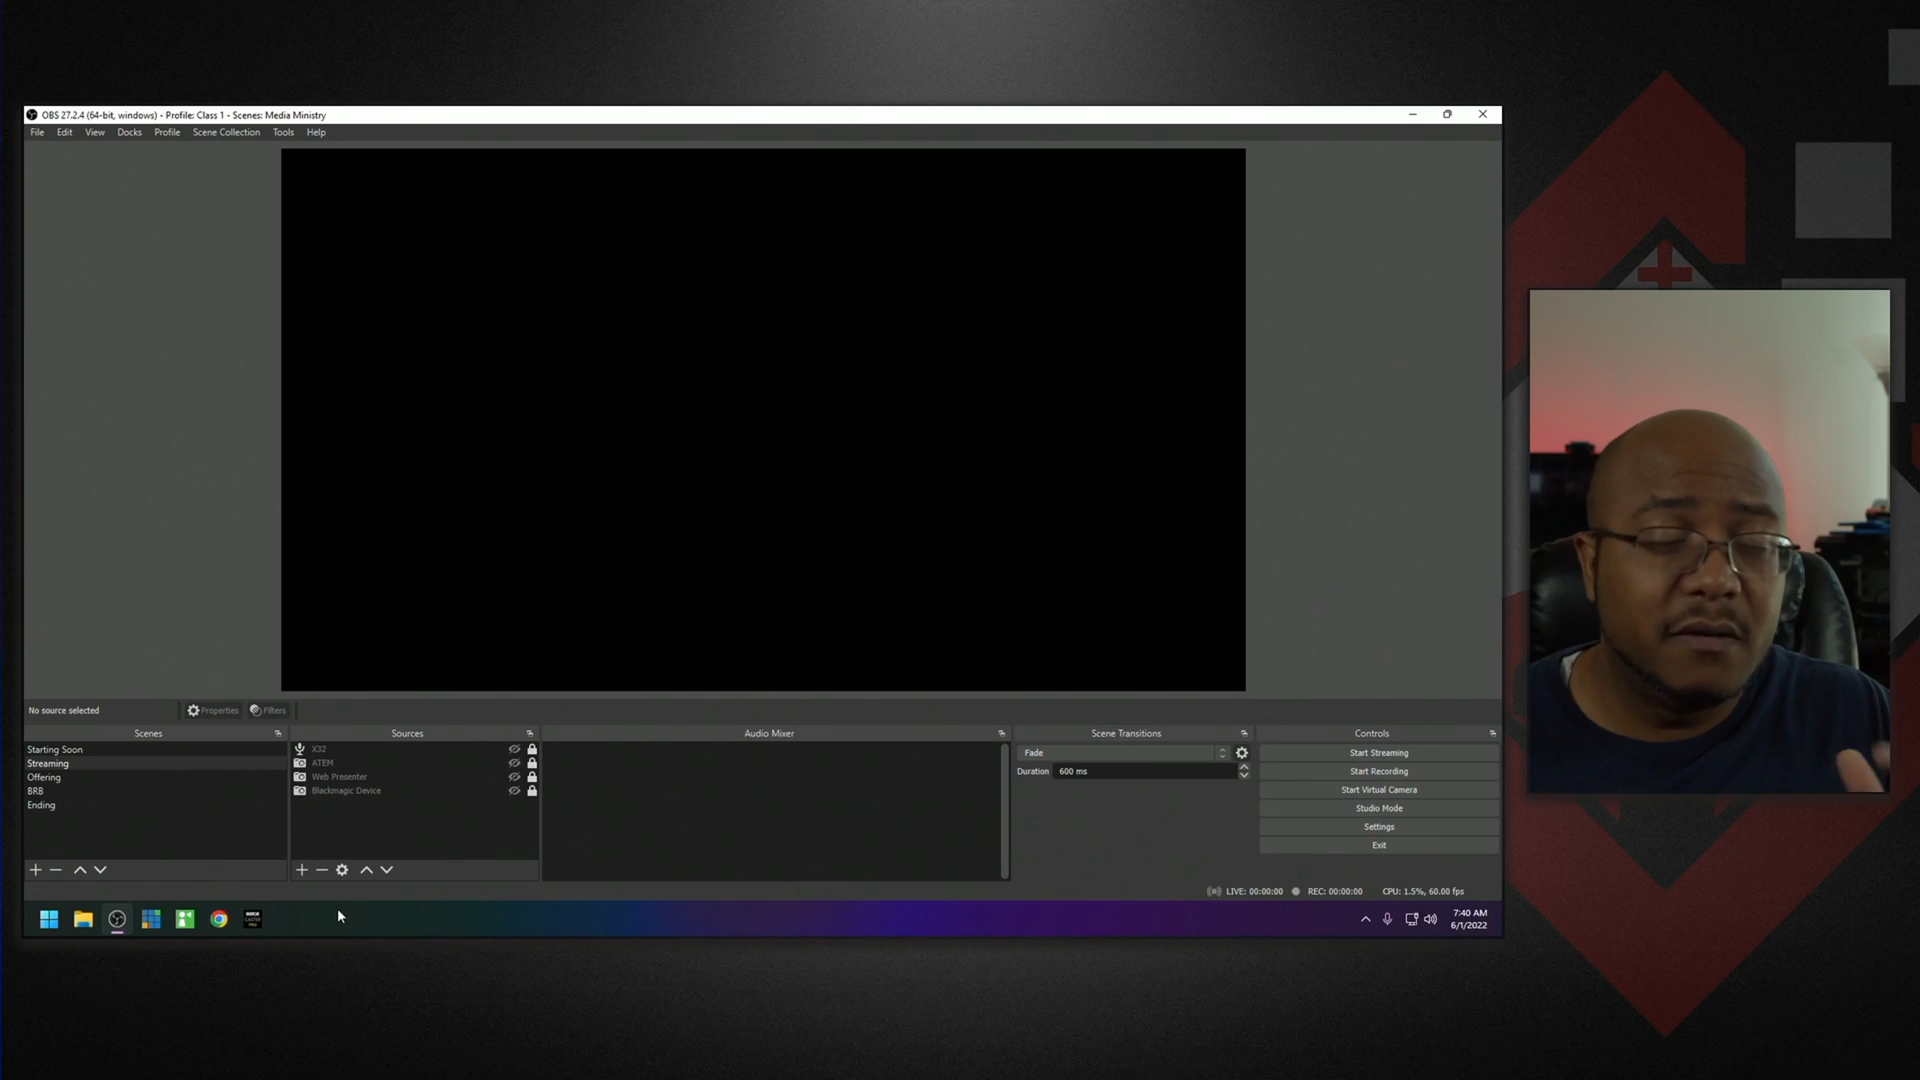 OBS 27.2.4 (64-bit, windows) - Profile: Class 1 - Scenes: Media Ministry
File Edit View Docks Profile Scene Collection Tools Help
No source selected Properties Filters
Scenes Sources Audio Mixer Scene Transitions Controls
Starting Soon
Streaming
Offering
BRB
Ending
X32
ATEM
Web Presenter
Blackmagic Device
Fade
Duration 600 ms
Start Streaming
Start Recording
Start Virtual Camera
Studio Mode
Settings
Exit
LIVE: 00:00:00 REC: 00:00:00 CPU: 1.5%, 60.00 fps
7:40 AM
6/1/2022